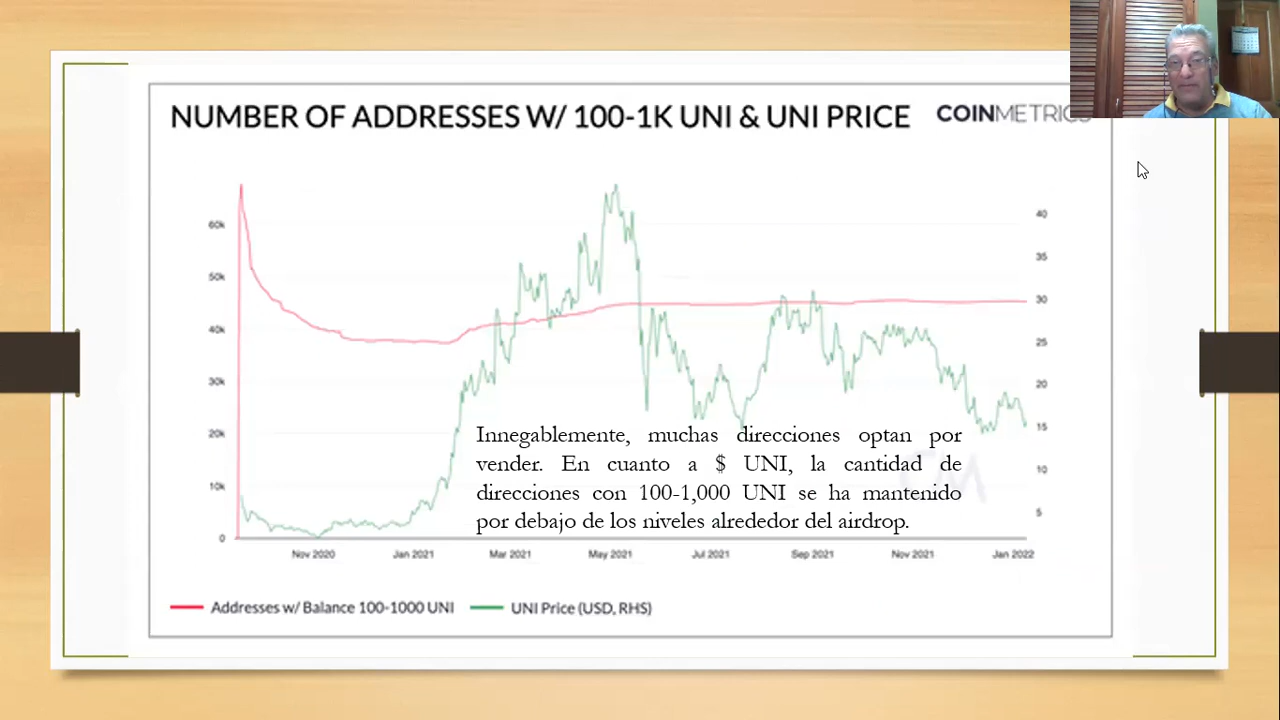 NUMBER OF ADDRESSES W/ 100-1K UNI & UNI PRICE
COINMETRICS
60k
50k
40k
30k
20k
10k
0
40
35
30
25
20
15
10
5
Innegablemente, muchas direcciones optan por
vender. En cuanto a $ UNI, la cantidad de
direcciones con 100-1,000 UNI se ha mantenido
por debajo de los niveles alrededor del airdrop.
CM
Nov 2020 Jan 2021 Mar 2021 May 2021 Jul 2021 Sep 2021 Nov 2021 Jan 2022
Addresses w/ Balance 100-1000 UNI UNI Price (USD, RHS)